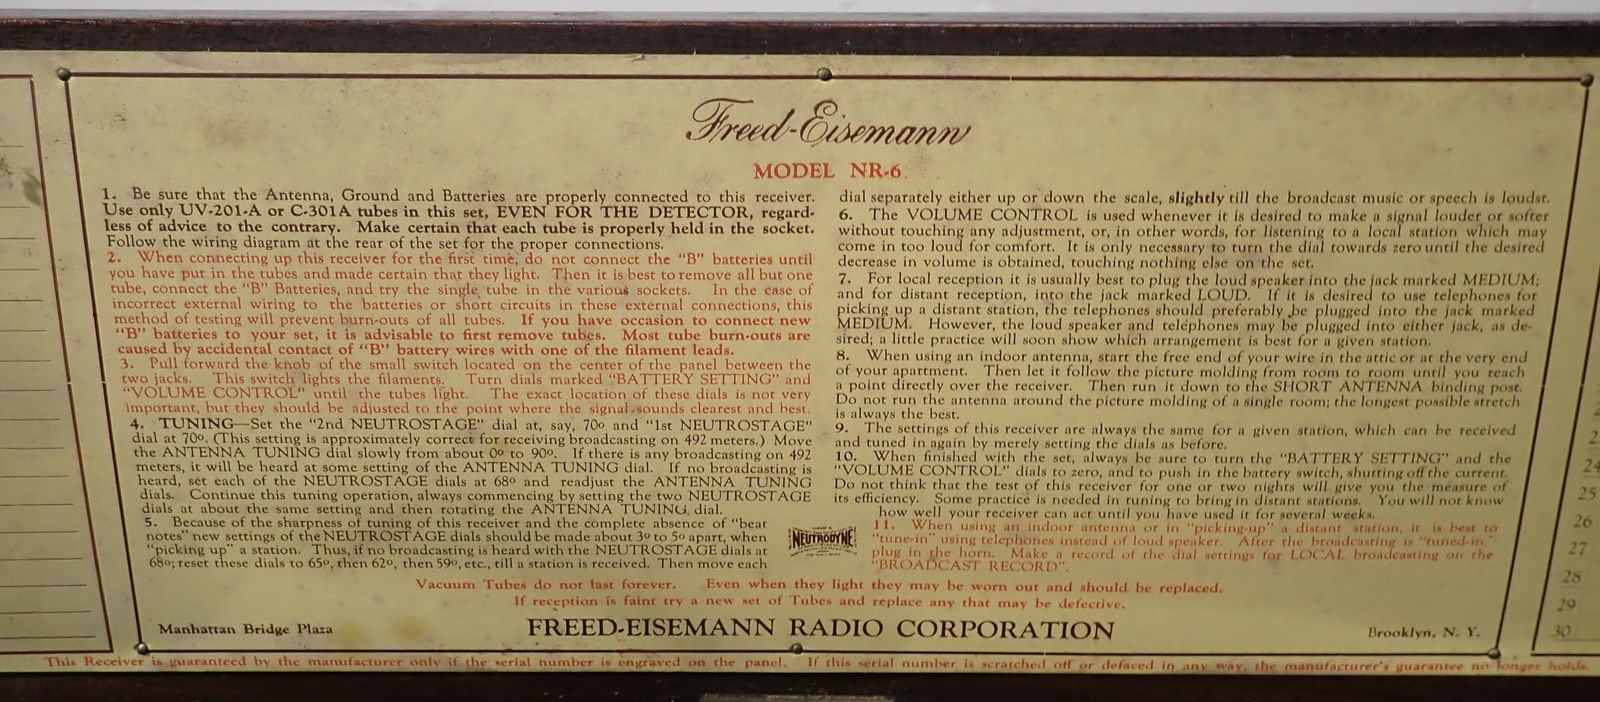 Freed-Eisemann
MODEL NR-6
1. Be sure that the Antenna, Ground and Batteries are properly connected to this receiver.
Use only UV-201-A or C-301A tubes in this set, EVEN FOR THE DETECTOR, regard-
less of advice to the contrary. Make certain that each tube is properly held in the socket.
Follow the wiring diagram at the rear of the set for the proper connections.
2. When connecting up this receiver for the first time, do not connect the "B" batteries until
you have put in the tubes and made certain that they light. Then it is best to remove all but one
tube, connect the "B" Batteries, and try the single tube in the various sockets. In the case of
incorrect external wiring to the batteries or short circuits in these external connections, this
method of testing will prevent burn-outs of all tubes. If you have occasion to connect new
"B" batteries to your set, it is advisable to first remove tubes. Most tube burn-outs are
caused by accidental contact of "B" battery wires with one of the filament leads.
3. Pull forward the knob of the small switch located on the center of the panel between the
two jacks. This switch lights the filaments. Turn dials marked "BATTERY SETTING" and
"VOLUME CONTROL" until the tubes light. The exact location of these dials is not very
important, but they should be adjusted to the point where the signal sounds clearest and best.
4. TUNING—Set the "2nd NEUTROSTAGE" dial at, say, 70o and "1st NEUTROSTAGE"
dial at 70o. (This setting is approximately correct for receiving broadcasting on 492 meters.) Move
the ANTENNA TUNING dial slowly from about 0o to 90o. If there is any broadcasting on 492
meters, it will be heard at some setting of the ANTENNA TUNING dial. If no broadcasting is
heard, set each of the NEUTROSTAGE dials at 68o and readjust the ANTENNA TUNING
dials. Continue this tuning operation, always commencing by setting the two NEUTROSTAGE
dials at about the same setting and then rotating the ANTENNA TUNING dial.
5. Because of the sharpness of tuning of this receiver and the complete absence of "beat
notes" new settings of the NEUTROSTAGE dials should be made about 3o to 5o apart, when
"picking up" a station. Thus, if no broadcasting is heard with the NEUTROSTAGE dials at
68o; reset these dials to 65o, then 62o, then 59o, etc., till a station is received. Then move each
dial separately either up or down the scale, slightly till the broadcast music or speech is loudst.
6. The VOLUME CONTROL is used whenever it is desired to make a signal louder or softer
without touching any adjustment, or, in other words, for listening to a local station which may
come in too loud for comfort. It is only necessary to turn the dial towards zero until the desired
decrease in volume is obtained, touching nothing else on the set.
7. For local reception it is usually best to plug the loud speaker into the jack marked MEDIUM;
and for distant reception, into the jack marked LOUD. If it is desired to use telephones for
picking up a distant station, the telephones should preferably be plugged into the jack marked
MEDIUM. However, the loud speaker and telephones may be plugged into either jack, as de-
sired; a little practice will soon show which arrangement is best for a given station.
8. When using an indoor antenna, start the free end of your wire in the attic or at the very end
of your apartment. Then let it follow the picture molding from room to room until you reach
a point directly over the receiver. Then run it down to the SHORT ANTENNA binding post.
Do not run the antenna around the picture molding of a single room; the longest possible stretch
is always the best.
9. The settings of this receiver are always the same for a given station, which can be received
and tuned in again by merely setting the dials as before.
10. When finished with the set, always be sure to turn the "BATTERY SETTING" and the
"VOLUME CONTROL" dials to zero, and to push in the battery switch, shutting off the current.
Do not think that the test of this receiver for one or two nights will give you the measure of
its efficiency. Some practice is needed in tuning to bring in distant stations. You will not know
how well your receiver can act until you have used it for several weeks.
11. When using an indoor antenna or in "picking-up" a distant station, it is best to
"tune-in" using telephones instead of loud speaker. After the broadcasting is "tuned-in,"
plug in the horn. Make a record of the dial settings for LOCAL broadcasting on the
"BROADCAST RECORD".
NEUTRODYNE
Vacuum Tubes do not last forever. Even when they light they may be worn out and should be replaced.
If reception is faint try a new set of Tubes and replace any that may be defective.
Manhattan Bridge Plaza
FREED-EISEMANN RADIO CORPORATION
Brooklyn, N. Y.
This Receiver is guaranteed by the manufacturer only if the serial number is engraved on the panel. If this serial number is scratched off or defaced in any way, the manufacturer's guarantee no longer holds.
24
25
26
27
28
29
30